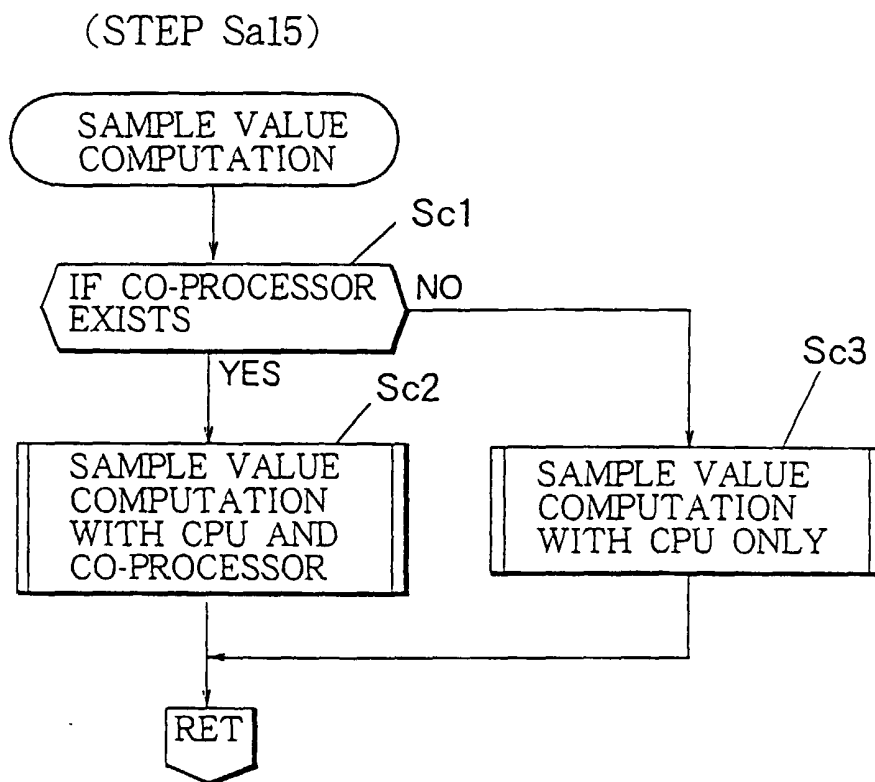 (STEP Sa15)
SAMPLE VALUE
COMPUTATION
Sc1
IF CO-PROCESSOR
EXISTS
NO
YES
Sc2
Sc3
SAMPLE VALUE
COMPUTATION
WITH CPU AND
CO-PROCESSOR
SAMPLE VALUE
COMPUTATION
WITH CPU ONLY
RET